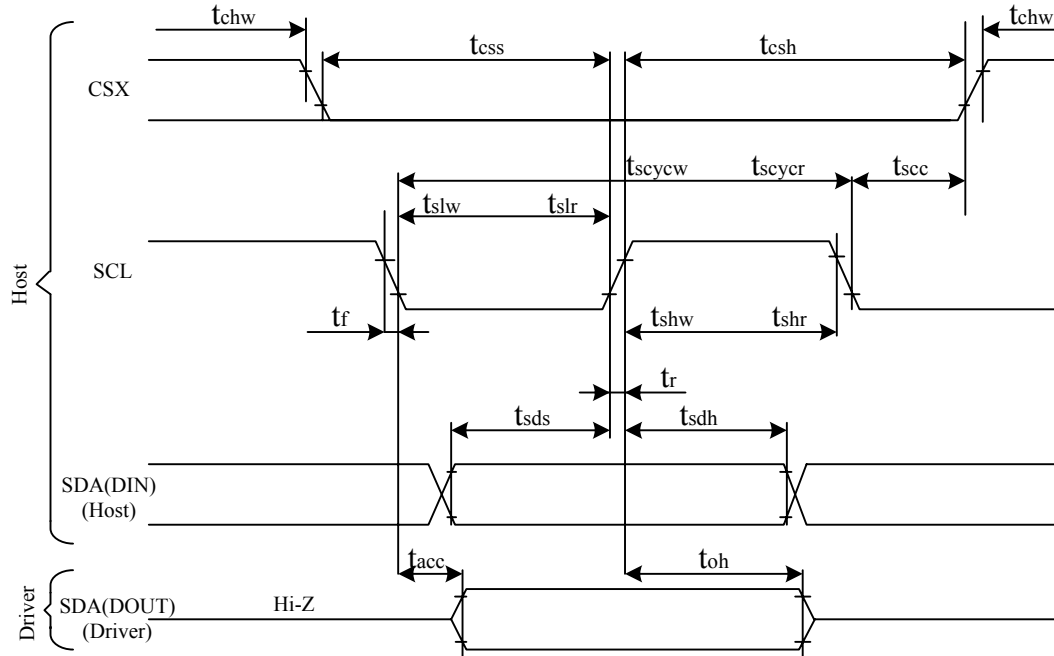 tchw
tchw
tcss
tcsh
CSX
tscycw
tscycr
tscc
tslw
tslr
Host
SCL
tf
tshw
tshr
tr
tsds
tsdh
SDA(DIN)
(Host)
tacc
toh
Driver
SDA(DOUT)
(Driver)
Hi-Z